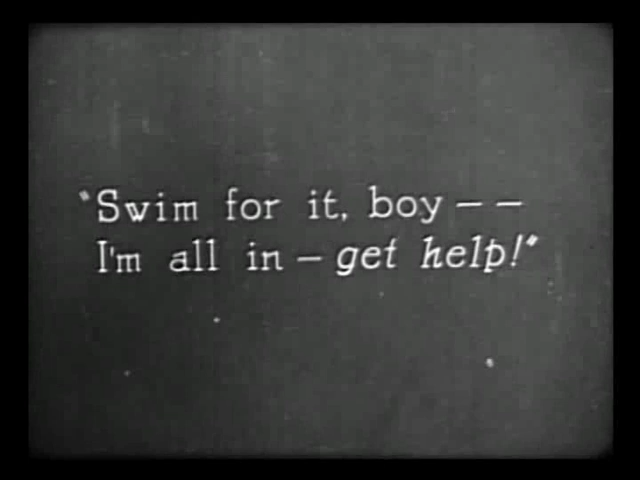 "Swim for it, boy — —
I'm all in — get help!"